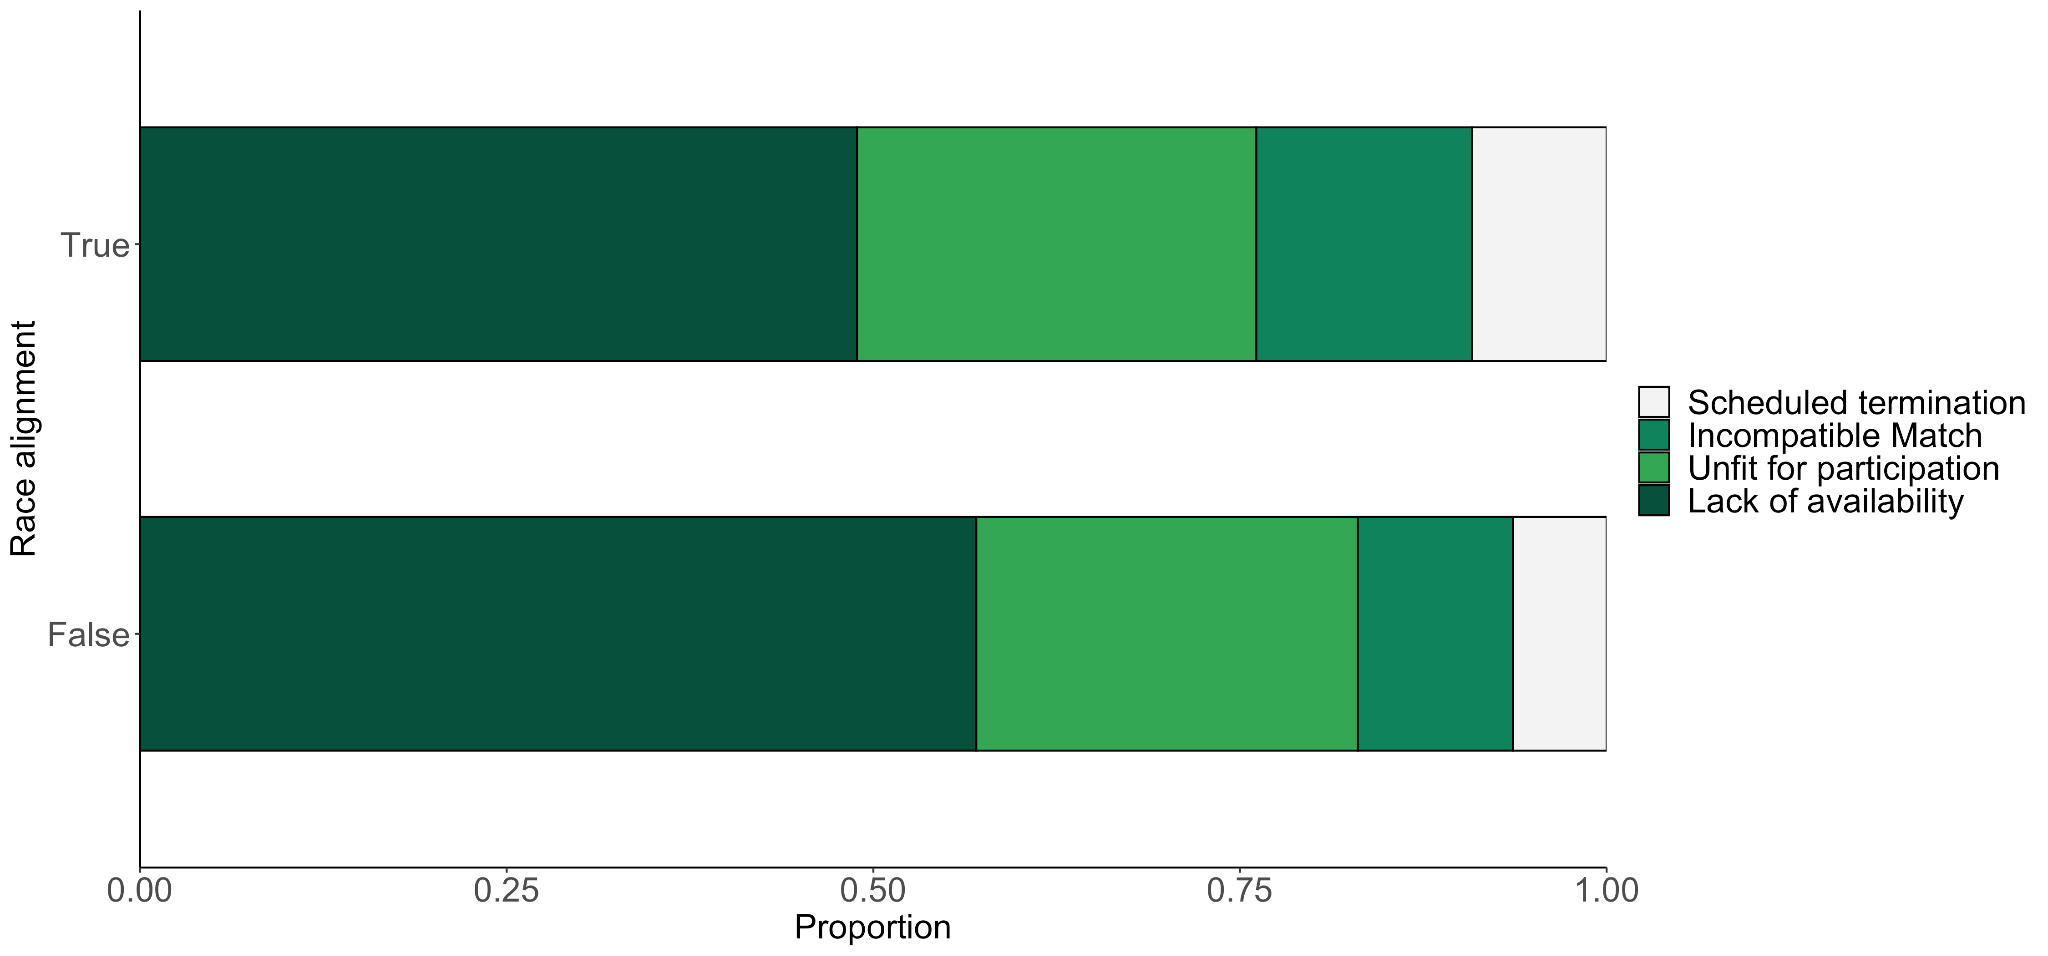 Race alignment
True
False
0.00
0.25
0.50
0.75
1.00
Proportion
Scheduled termination
Incompatible Match
Unfit for participation
Lack of availability